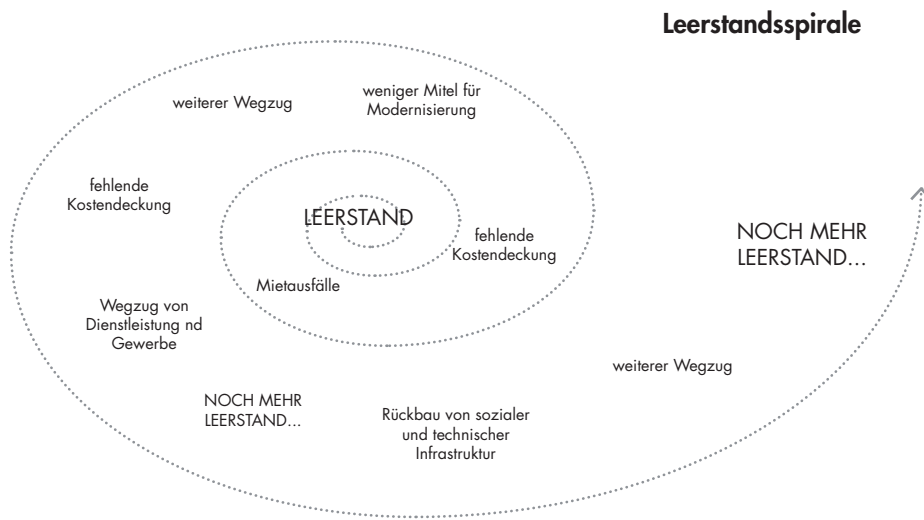 Leerstandsspirale
weiterer Wegzug
weniger Mitel für
Modernisierung
fehlende
Kostendeckung
LEERSTAND
fehlende
Kostendeckung
NOCH MEHR
LEERSTAND...
Mietausfälle
Wegzug von
Dienstleistung nd
Gewerbe
weiterer Wegzug
NOCH MEHR
LEERSTAND...
Rückbau von sozialer
und technischer
Infrastruktur